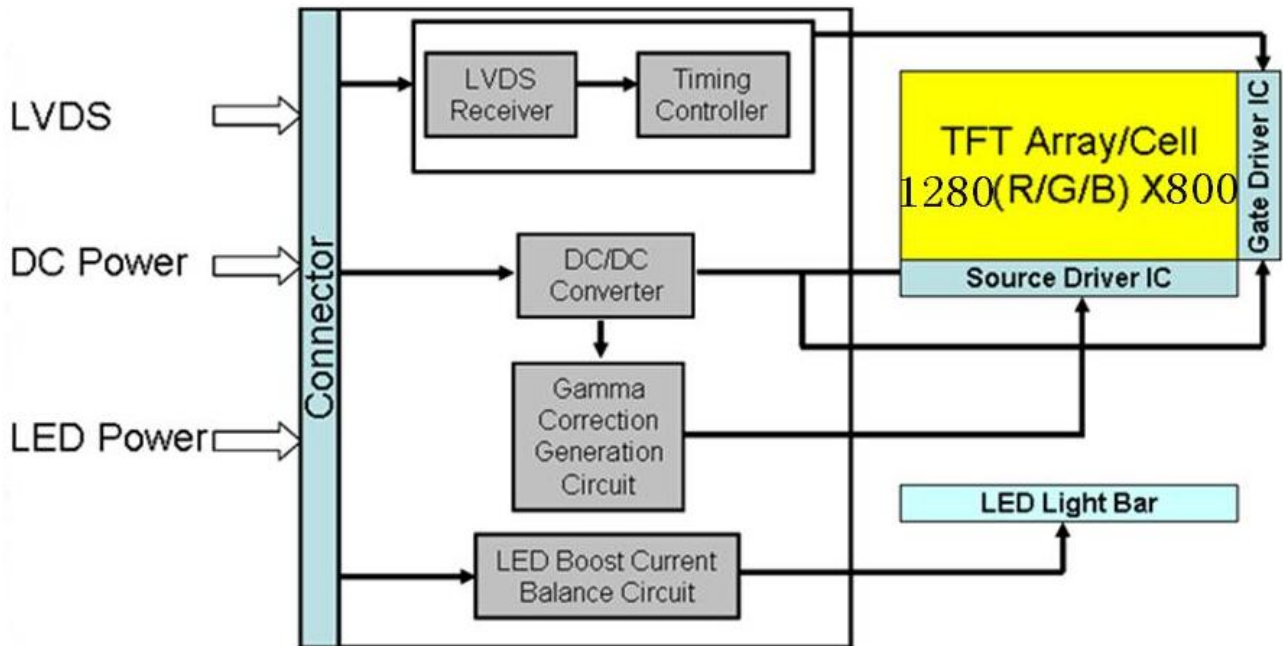 LVDS
DC Power
LED Power
Connector
LVDS
Receiver
Timing
Controller
DC/DC
Converter
Gamma
Correction
Generation
Circuit
LED Boost Current
Balance Circuit
TFT Array/Cell
1280(R/G/B) X800
Gate Driver IC
Source Driver IC
LED Light Bar